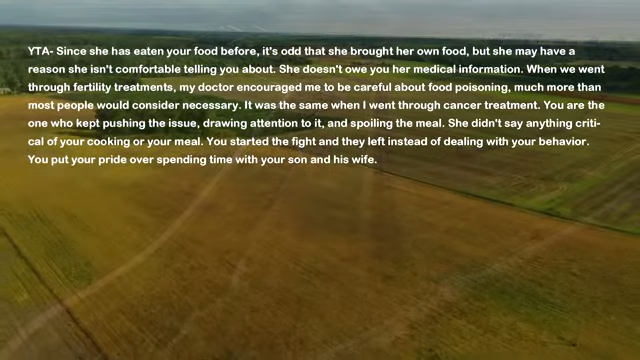 YTA- Since she has eaten your food before, it's odd that she brought her own food, but she may have a
reason she isn't comfortable telling you about. She doesn't owe you her medical information. When we went
through fertility treatments, my doctor encouraged me to be careful about food poisoning, much more than
most people would consider necessary. It was the same when I went through cancer treatment. You are the
one who kept pushing the issue, drawing attention to it, and spoiling the meal. She didn't say anything criti-
cal of your cooking or your meal. You started the fight and they left instead of dealing with your behavior.
You put your pride over spending time with your son and his wife.